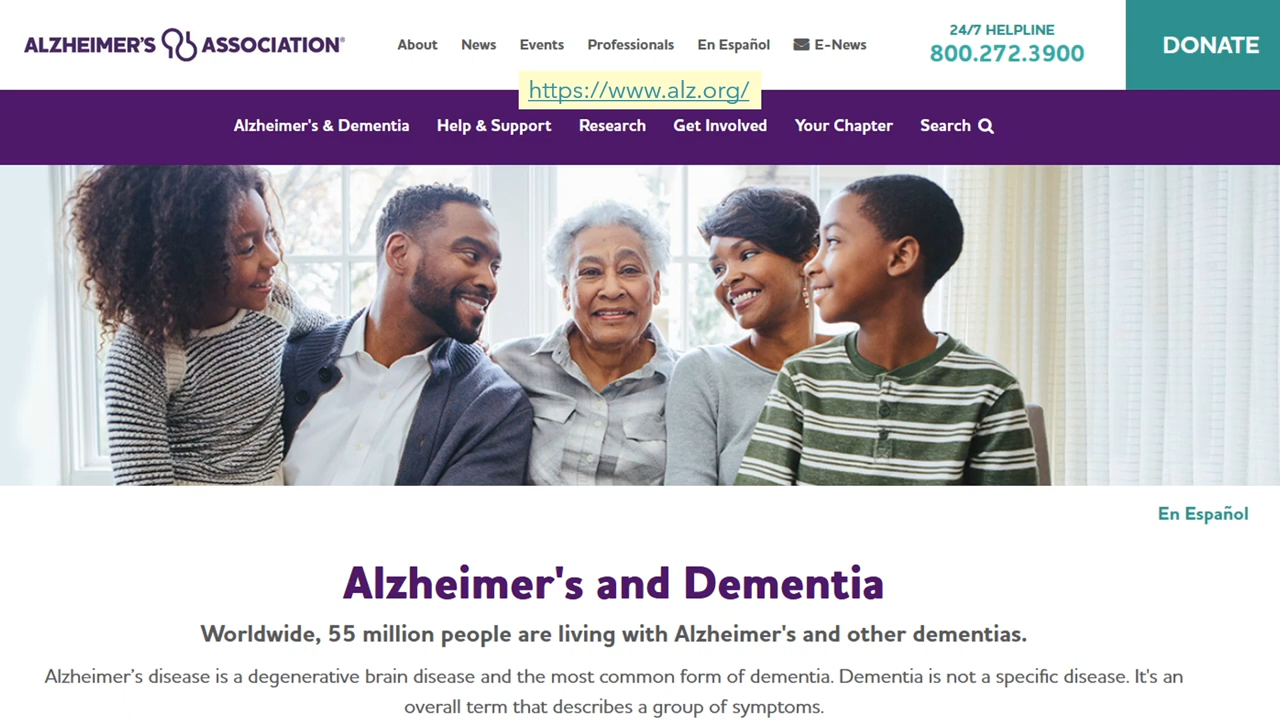 ALZHEIMER'S ASSOCIATION®
About News Events Professionals En Español E-News
24/7 HELPLINE
800.272.3900
DONATE
https://www.alz.org/
Alzheimer's & Dementia Help & Support Research Get Involved Your Chapter Search
En Español
Alzheimer's and Dementia
Worldwide, 55 million people are living with Alzheimer's and other dementias.
Alzheimer’s disease is a degenerative brain disease and the most common form of dementia. Dementia is not a specific disease. It's an
overall term that describes a group of symptoms.